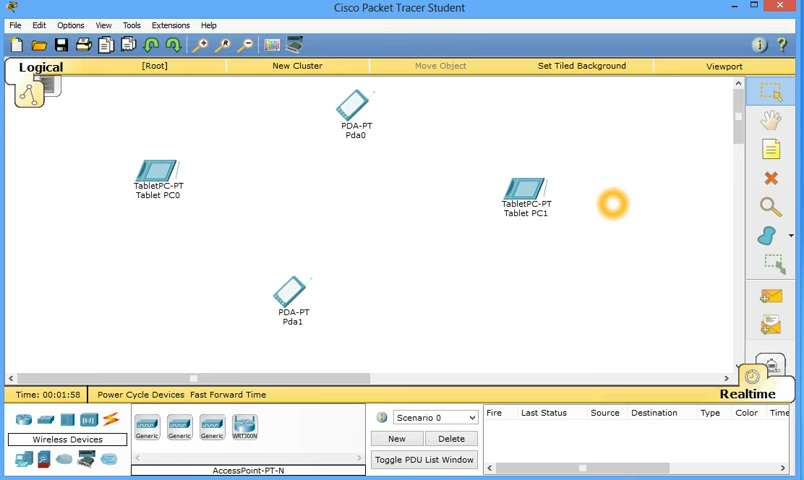 Cisco Packet Tracer Student
File Edit Options View Tools Extensions Help
Logical [Root] New Cluster Move Object Set Tiled Background Viewport
PDA-PT
Pda0
TabletPC-PT
Tablet PC0
TabletPC-PT
Tablet PC1
PDA-PT
Pda1
Time: 00:01:58 Power Cycle Devices Fast Forward Time Realtime
Wireless Devices
Generic Generic Generic WRT300N
AccessPoint-PT-N
Scenario 0
New Delete
Toggle PDU List Window
Fire Last Status Source Destination Type Color Time